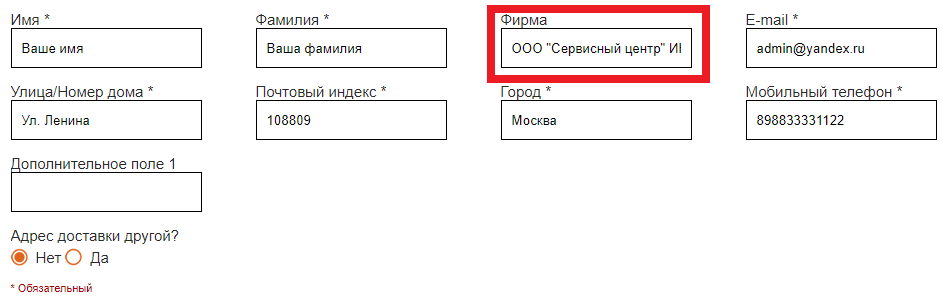 Имя * Фамилия * Фирма E-mail *
Ваше имя Ваша фамилия ООО "Сервисный центр" admin@yandex.ru
Улица/Номер дома * Почтовый индекс * Город * Мобильный телефон *
Ул. Ленина 108809 Москва 898833331122
Дополнительное поле 1
Адрес доставки другой?
Нет Да
* Обязательный